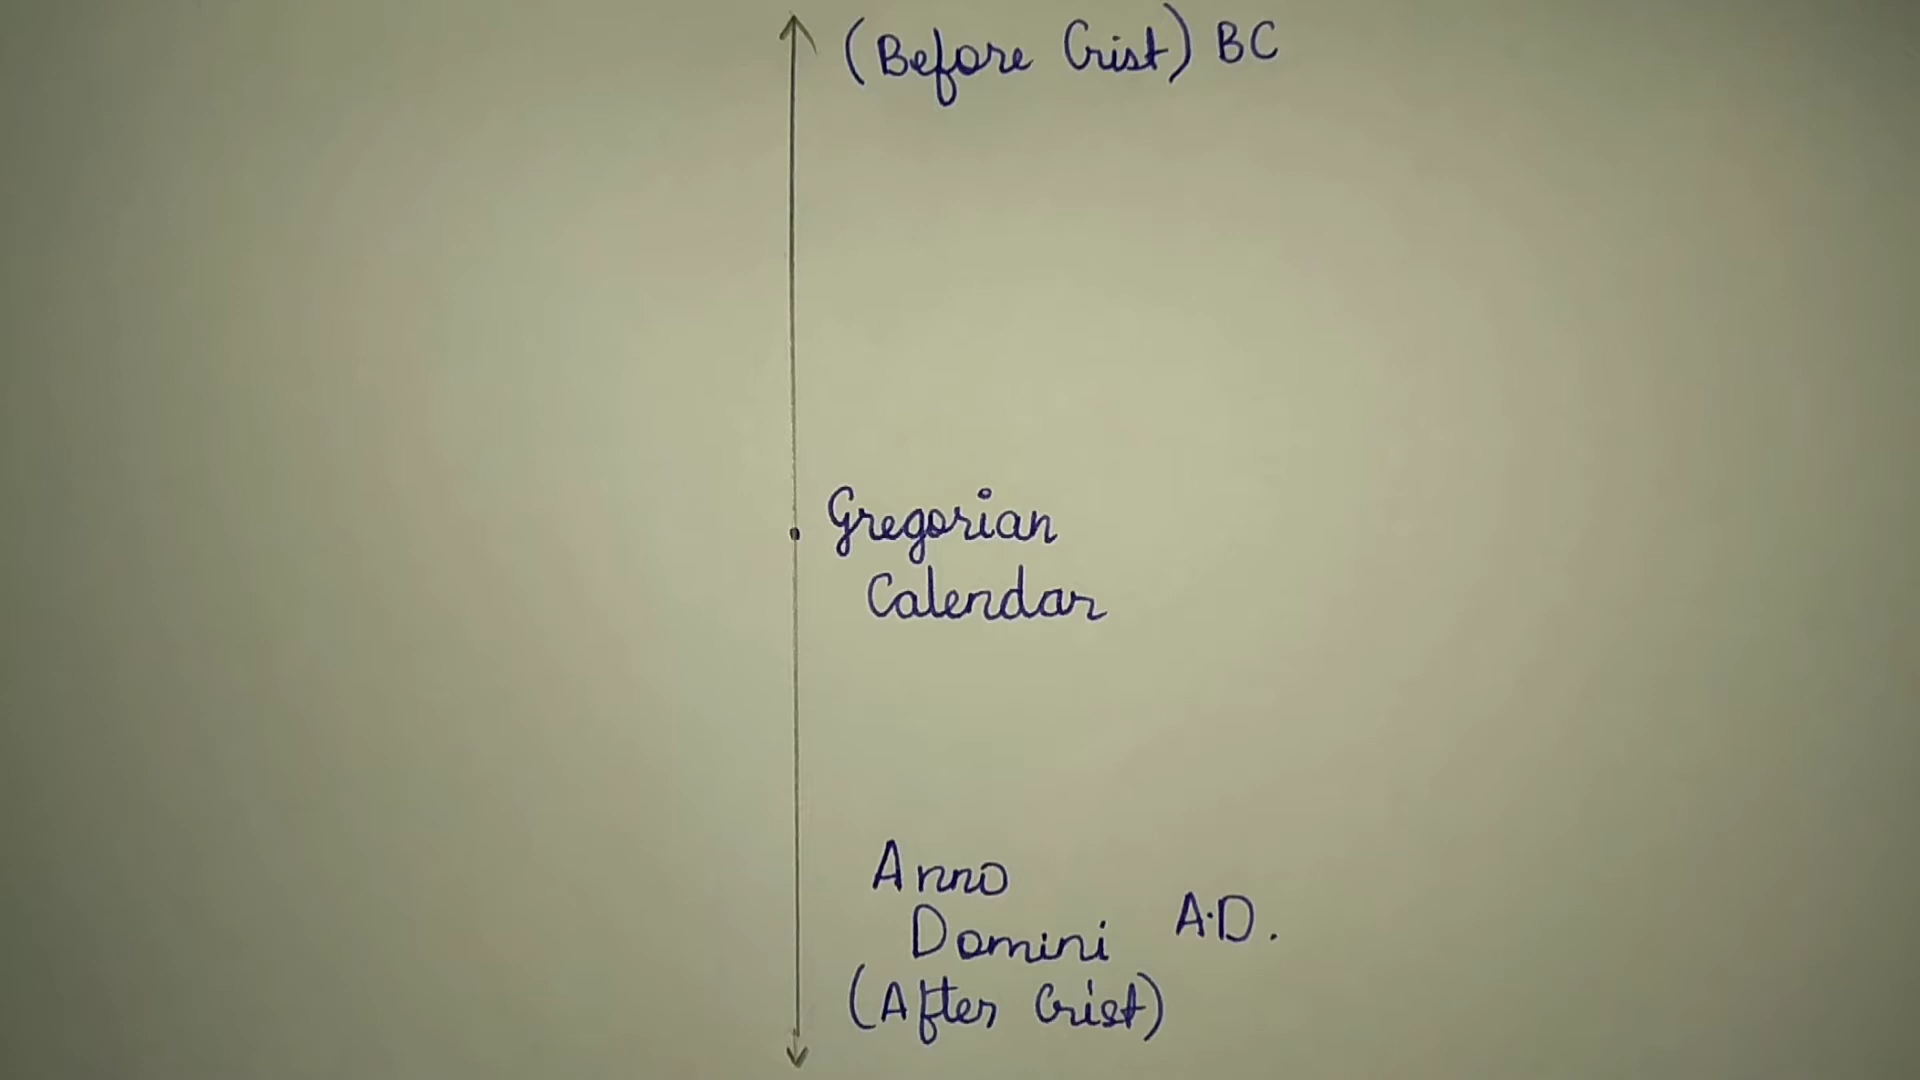 (Before Crist) BC
Gregorian
Calendar
Anno
Domini A.D.
(After Crist)